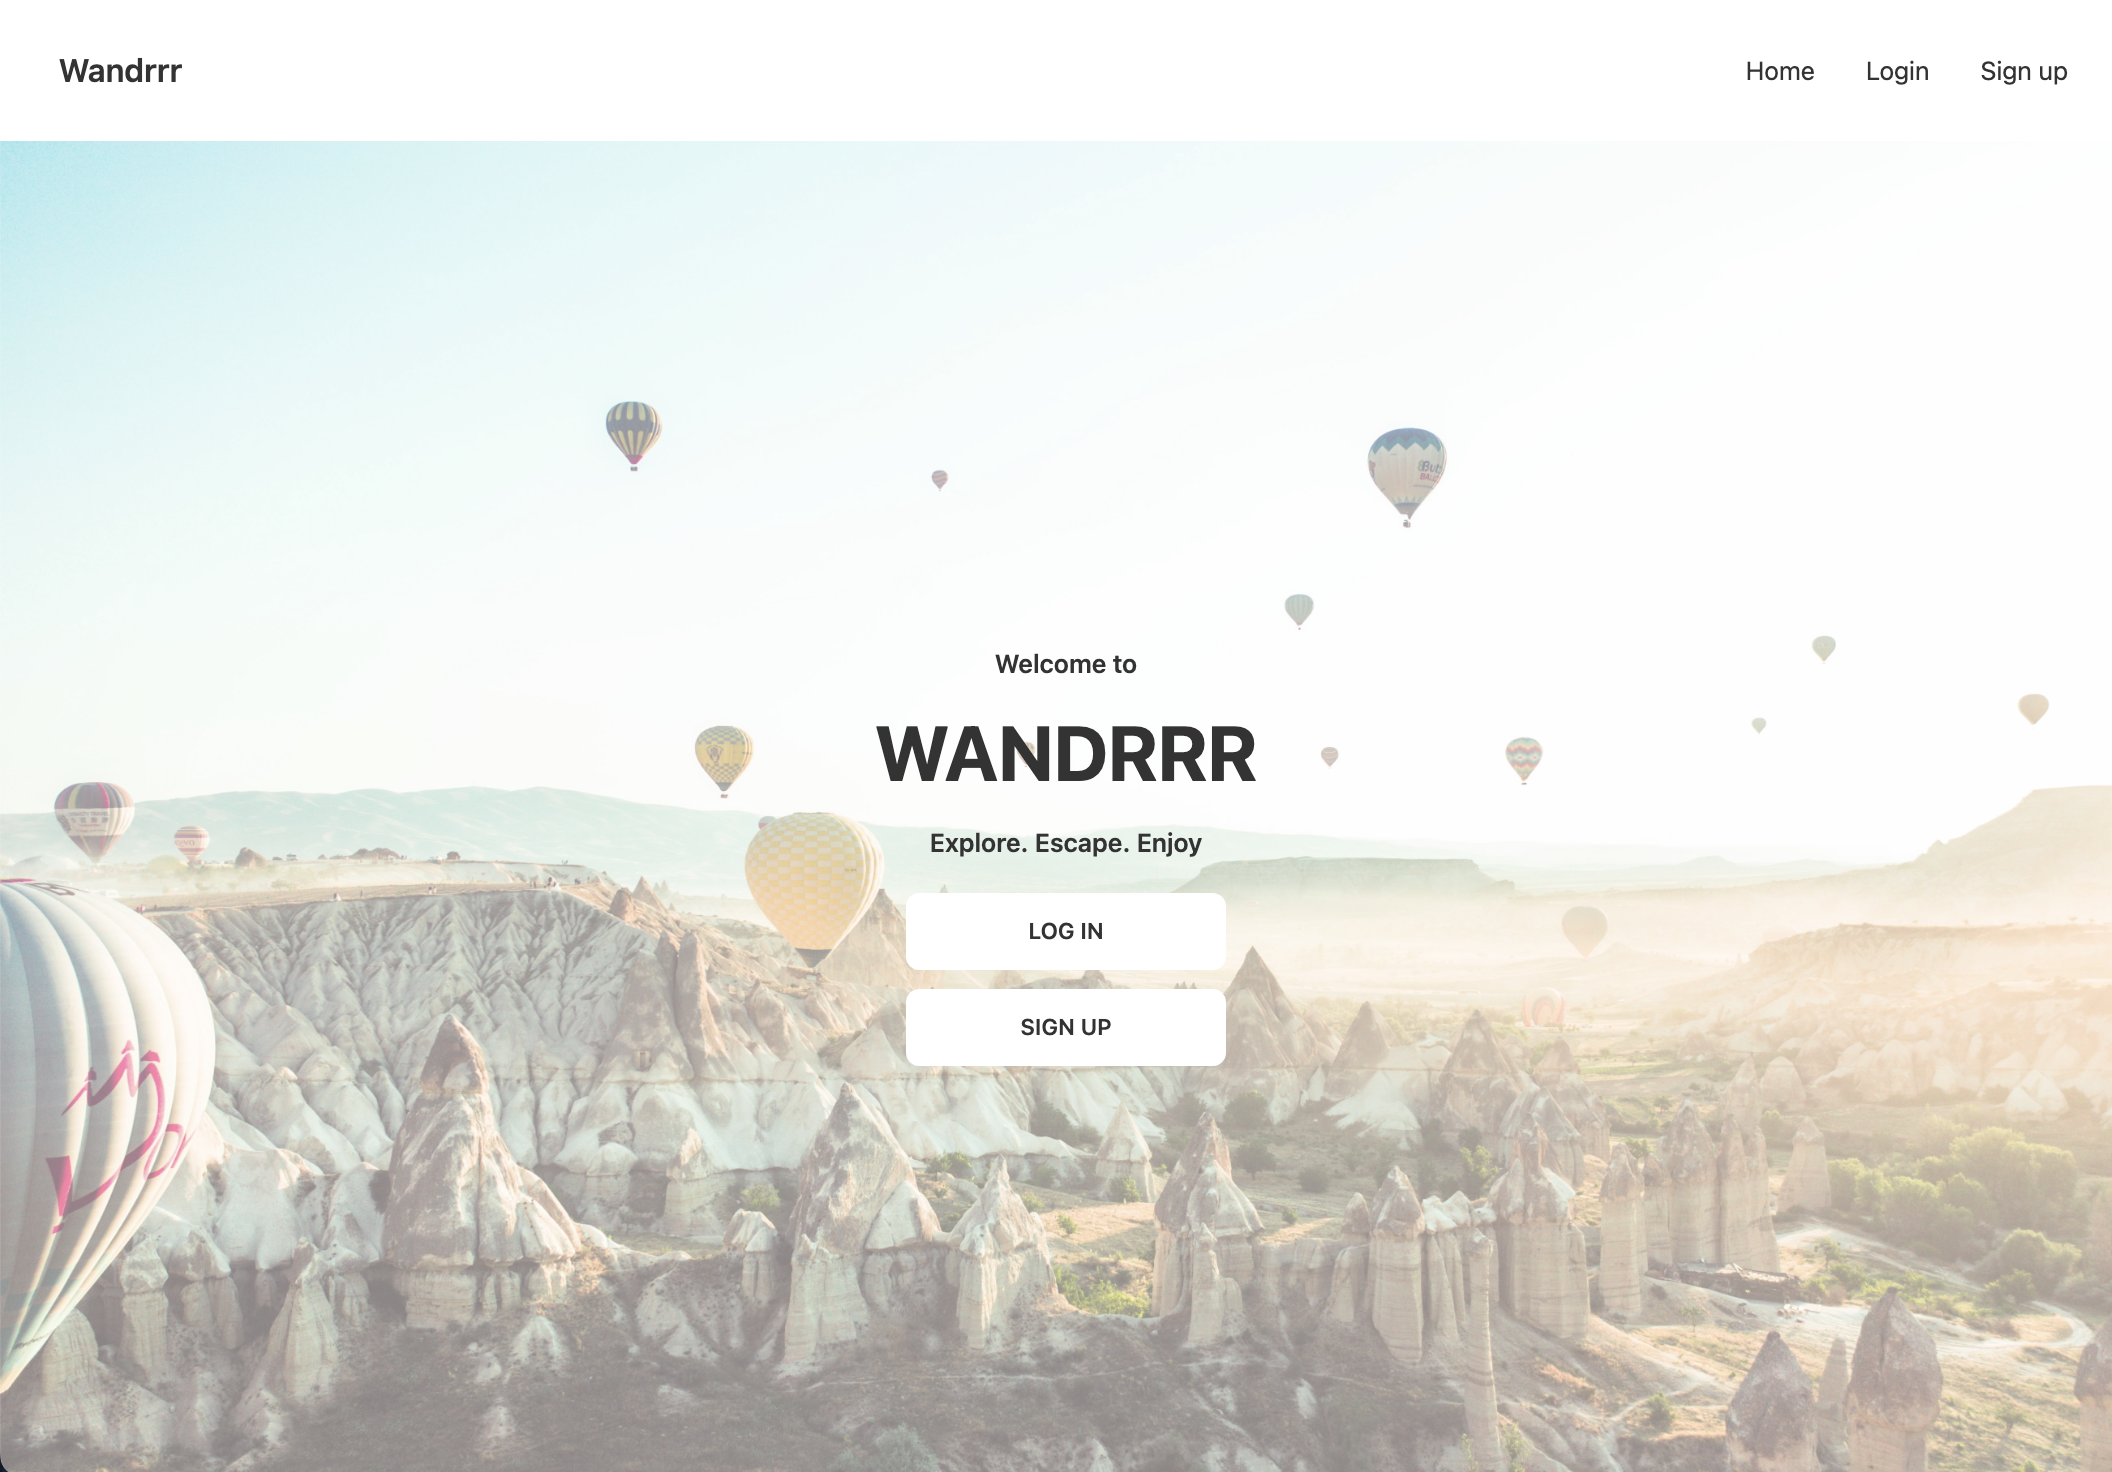 Wandrrr
Home Login Sign up
Welcome to
WANDRRR
Explore. Escape. Enjoy
LOG IN
SIGN UP